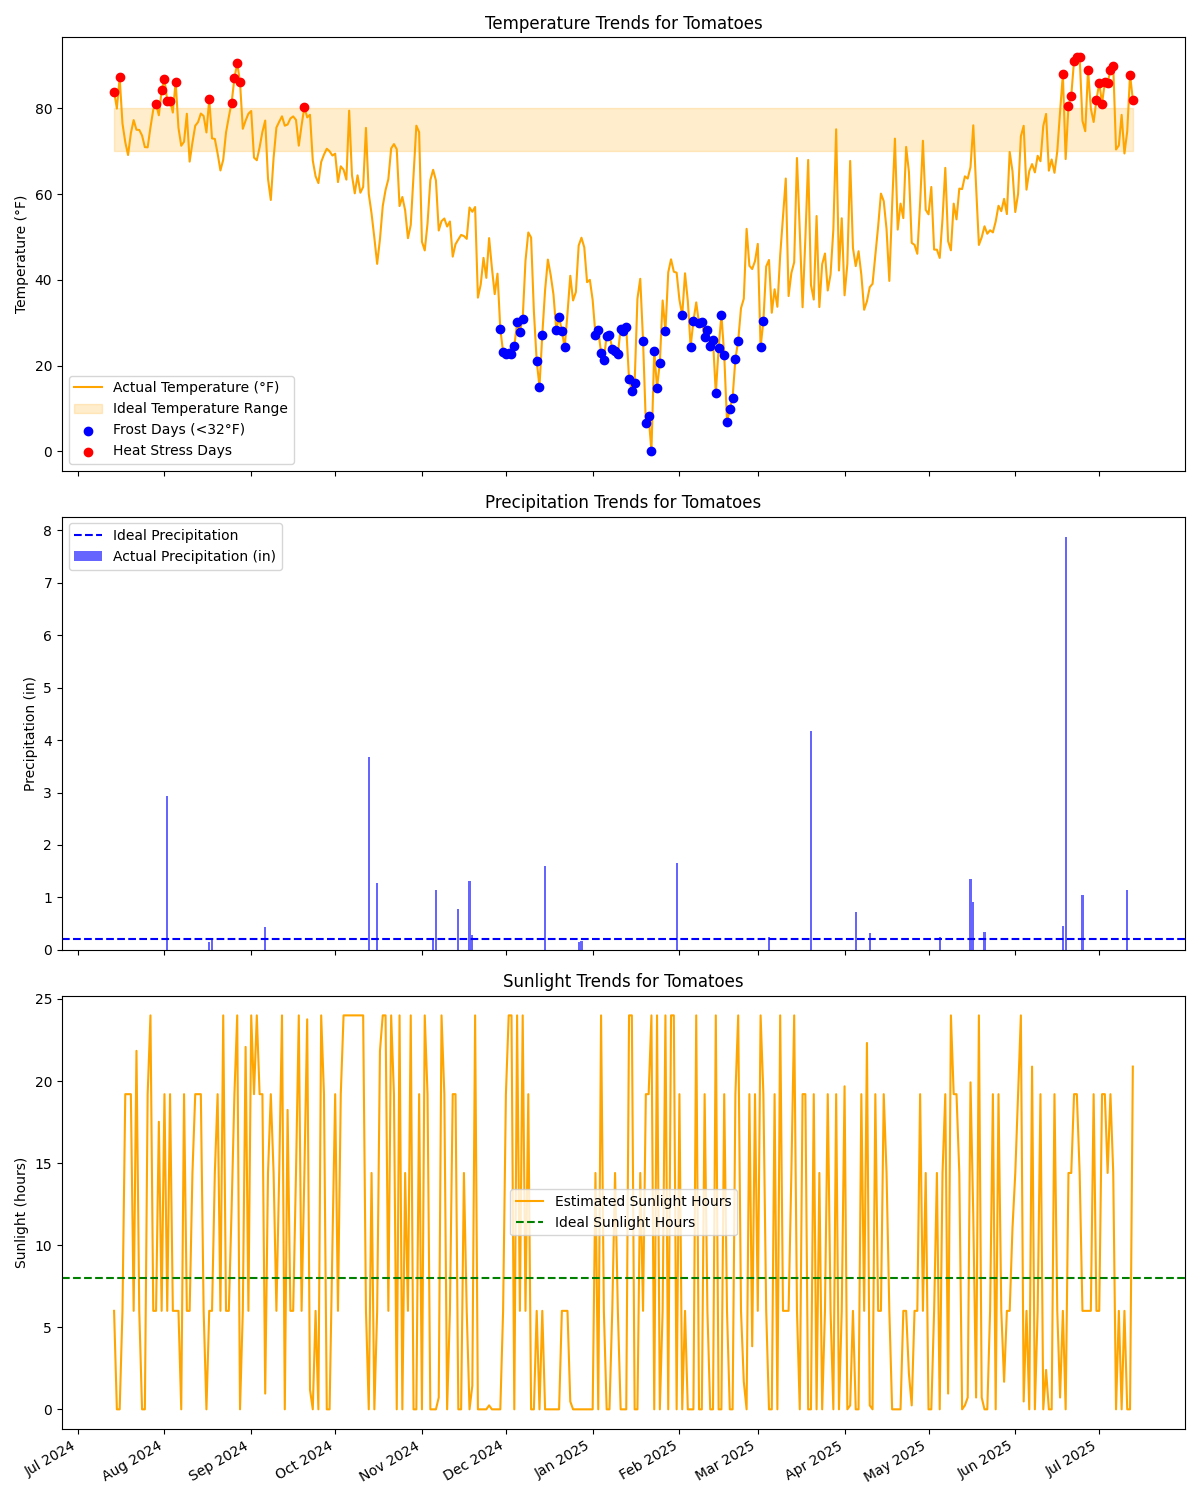 Temperature Trends for Tomatoes
80
60
40
20
0
Temperature (°F)
Actual Temperature (°F)
Ideal Temperature Range
Frost Days (<32°F)
Heat Stress Days
Precipitation Trends for Tomatoes
8
7
6
5
4
3
2
1
0
Precipitation (in)
Ideal Precipitation
Actual Precipitation (in)
Sunlight Trends for Tomatoes
25
20
15
10
5
0
Sunlight (hours)
Estimated Sunlight Hours
Ideal Sunlight Hours
Jul 2024
Aug 2024
Sep 2024
Oct 2024
Nov 2024
Dec 2024
Jan 2025
Feb 2025
Mar 2025
Apr 2025
May 2025
Jun 2025
Jul 2025